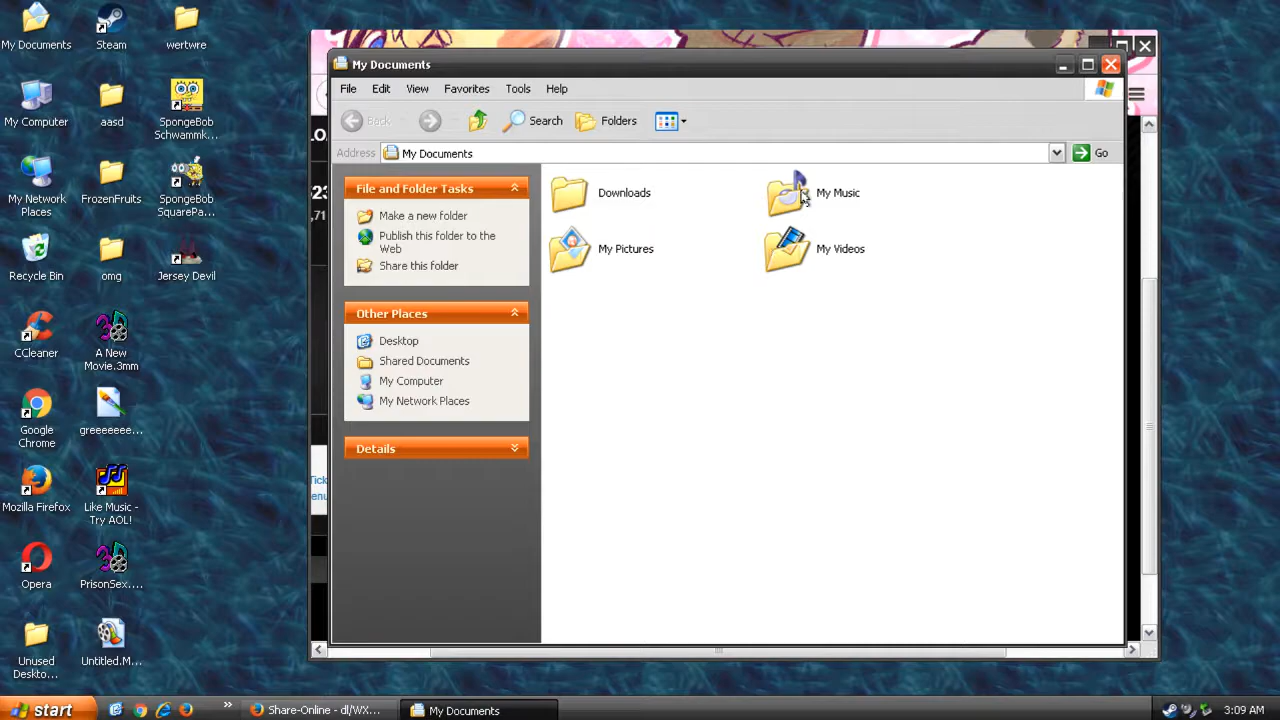 My Documents
Steam
wertwre
My Computer
aasd
SpongeBob
Schwammk...
My Network
Places
FrozenFruits
SpongeBob
SquarePa...
Recycle Bin
omg
Jersey Devil
CCleaner
A New
Movie.3mm
Google
Chrome
greeeeeee...
Mozilla Firefox
Like Music -
Try AOL!
Opera
PrisonSex....
Unused
Deskto...
Untitled.M...
My Documents
File
Edit
View
Favorites
Tools
Help
Back
Search
Folders
Address
My Documents
Go
File and Folder Tasks
Make a new folder
Publish this folder to the
Web
Share this folder
Other Places
Desktop
Shared Documents
My Computer
My Network Places
Details
Downloads
My Music
My Pictures
My Videos
start
Share-Online - dl/WX...
My Documents
3:09 AM